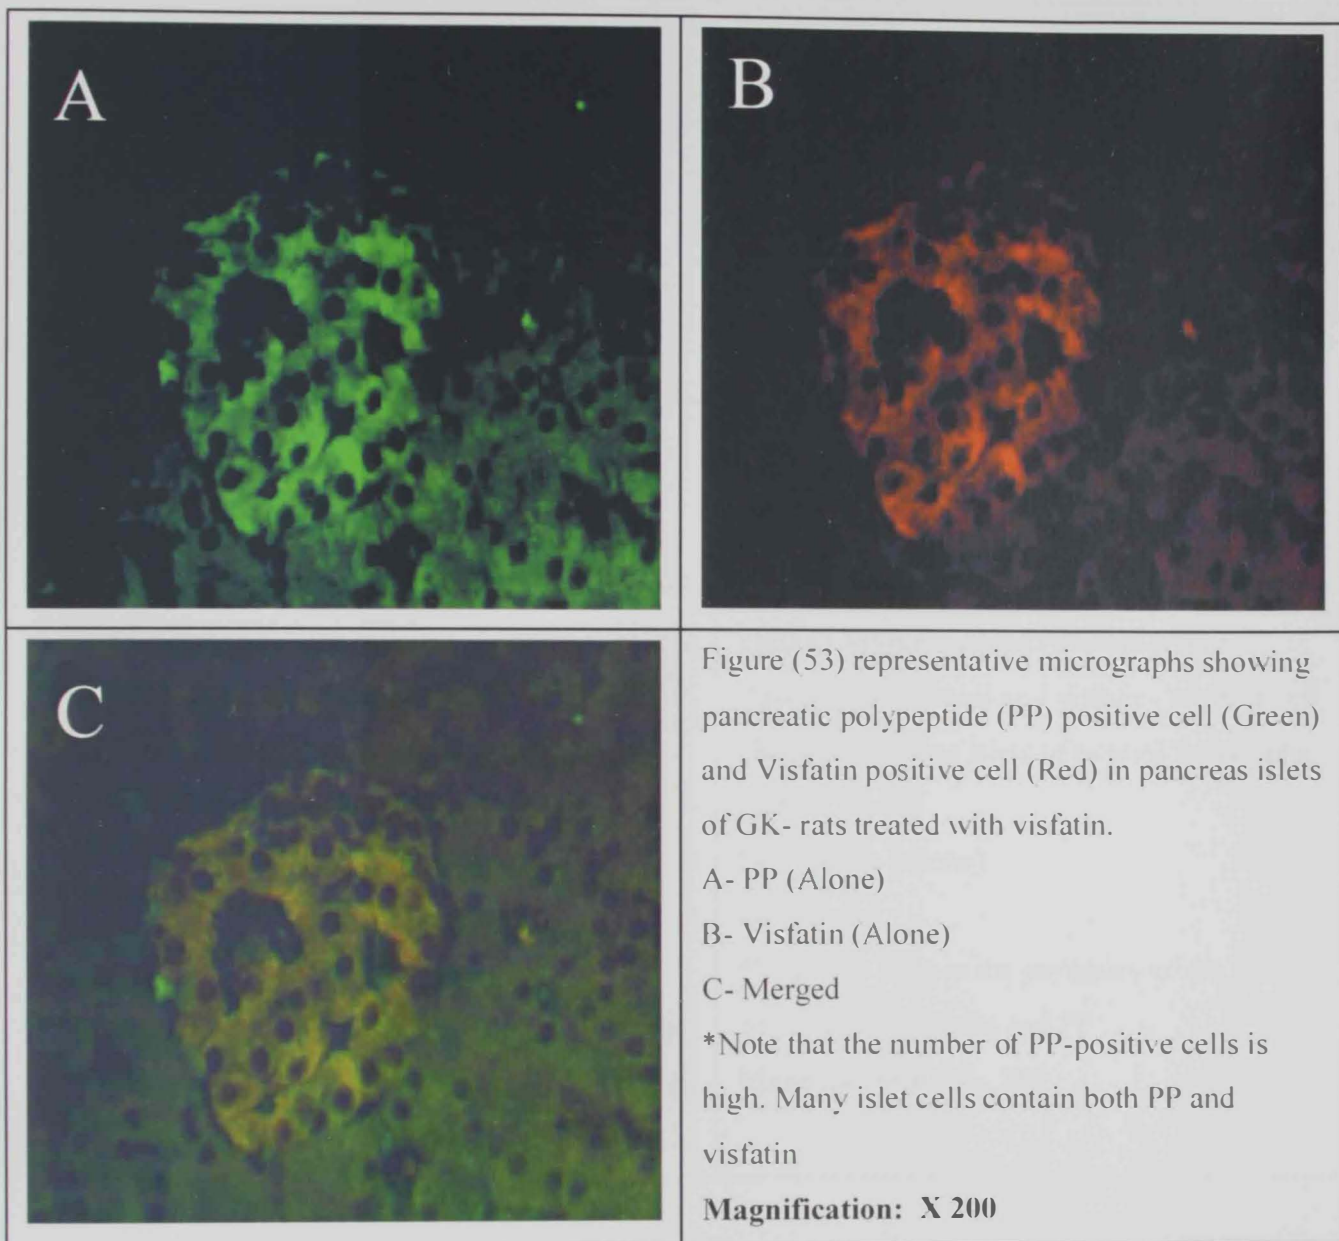 A
B
C
Figure (53) representative micrographs showing
pancreatic polypeptide (PP) positive cell (Green)
and Visfatin positive cell (Red) in pancreas islets
of GK- rats treated with visfatin.
A- PP (Alone)
B- Visfatin (Alone)
C- Merged
*Note that the number of PP-positive cells is
high. Many islet cells contain both PP and
visfatin
Magnification: X 200